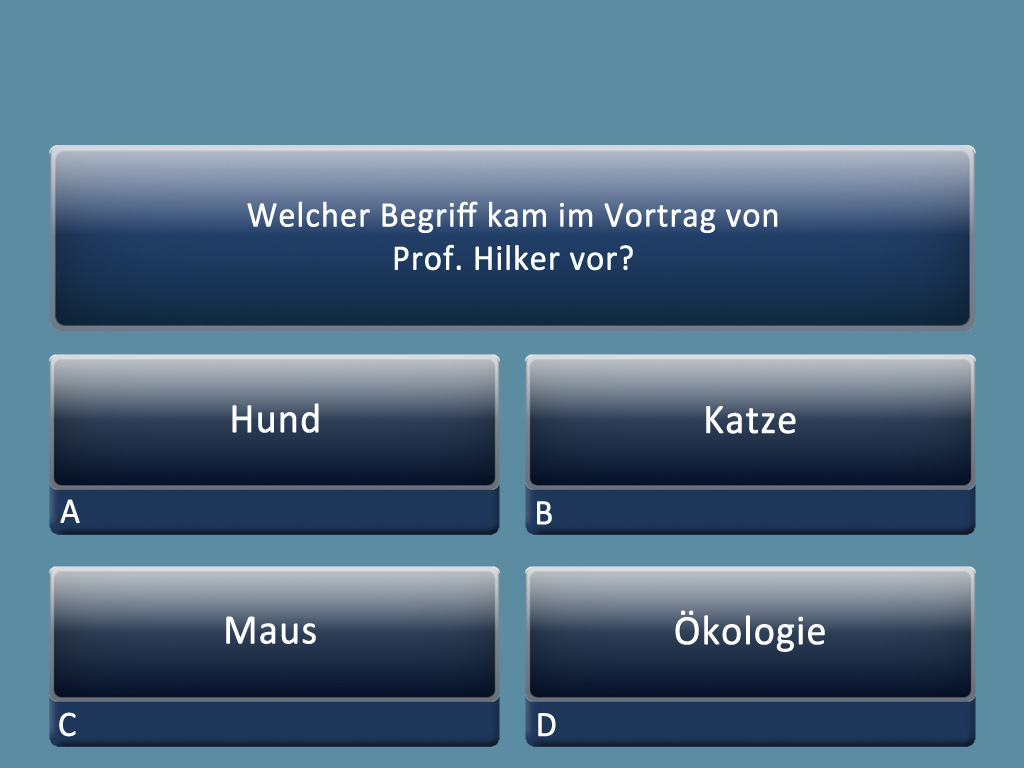 Welcher Begriff kam im Vortrag von
Prof. Hilker vor?
Hund
Katze
A
B
Maus
Ökologie
C
D